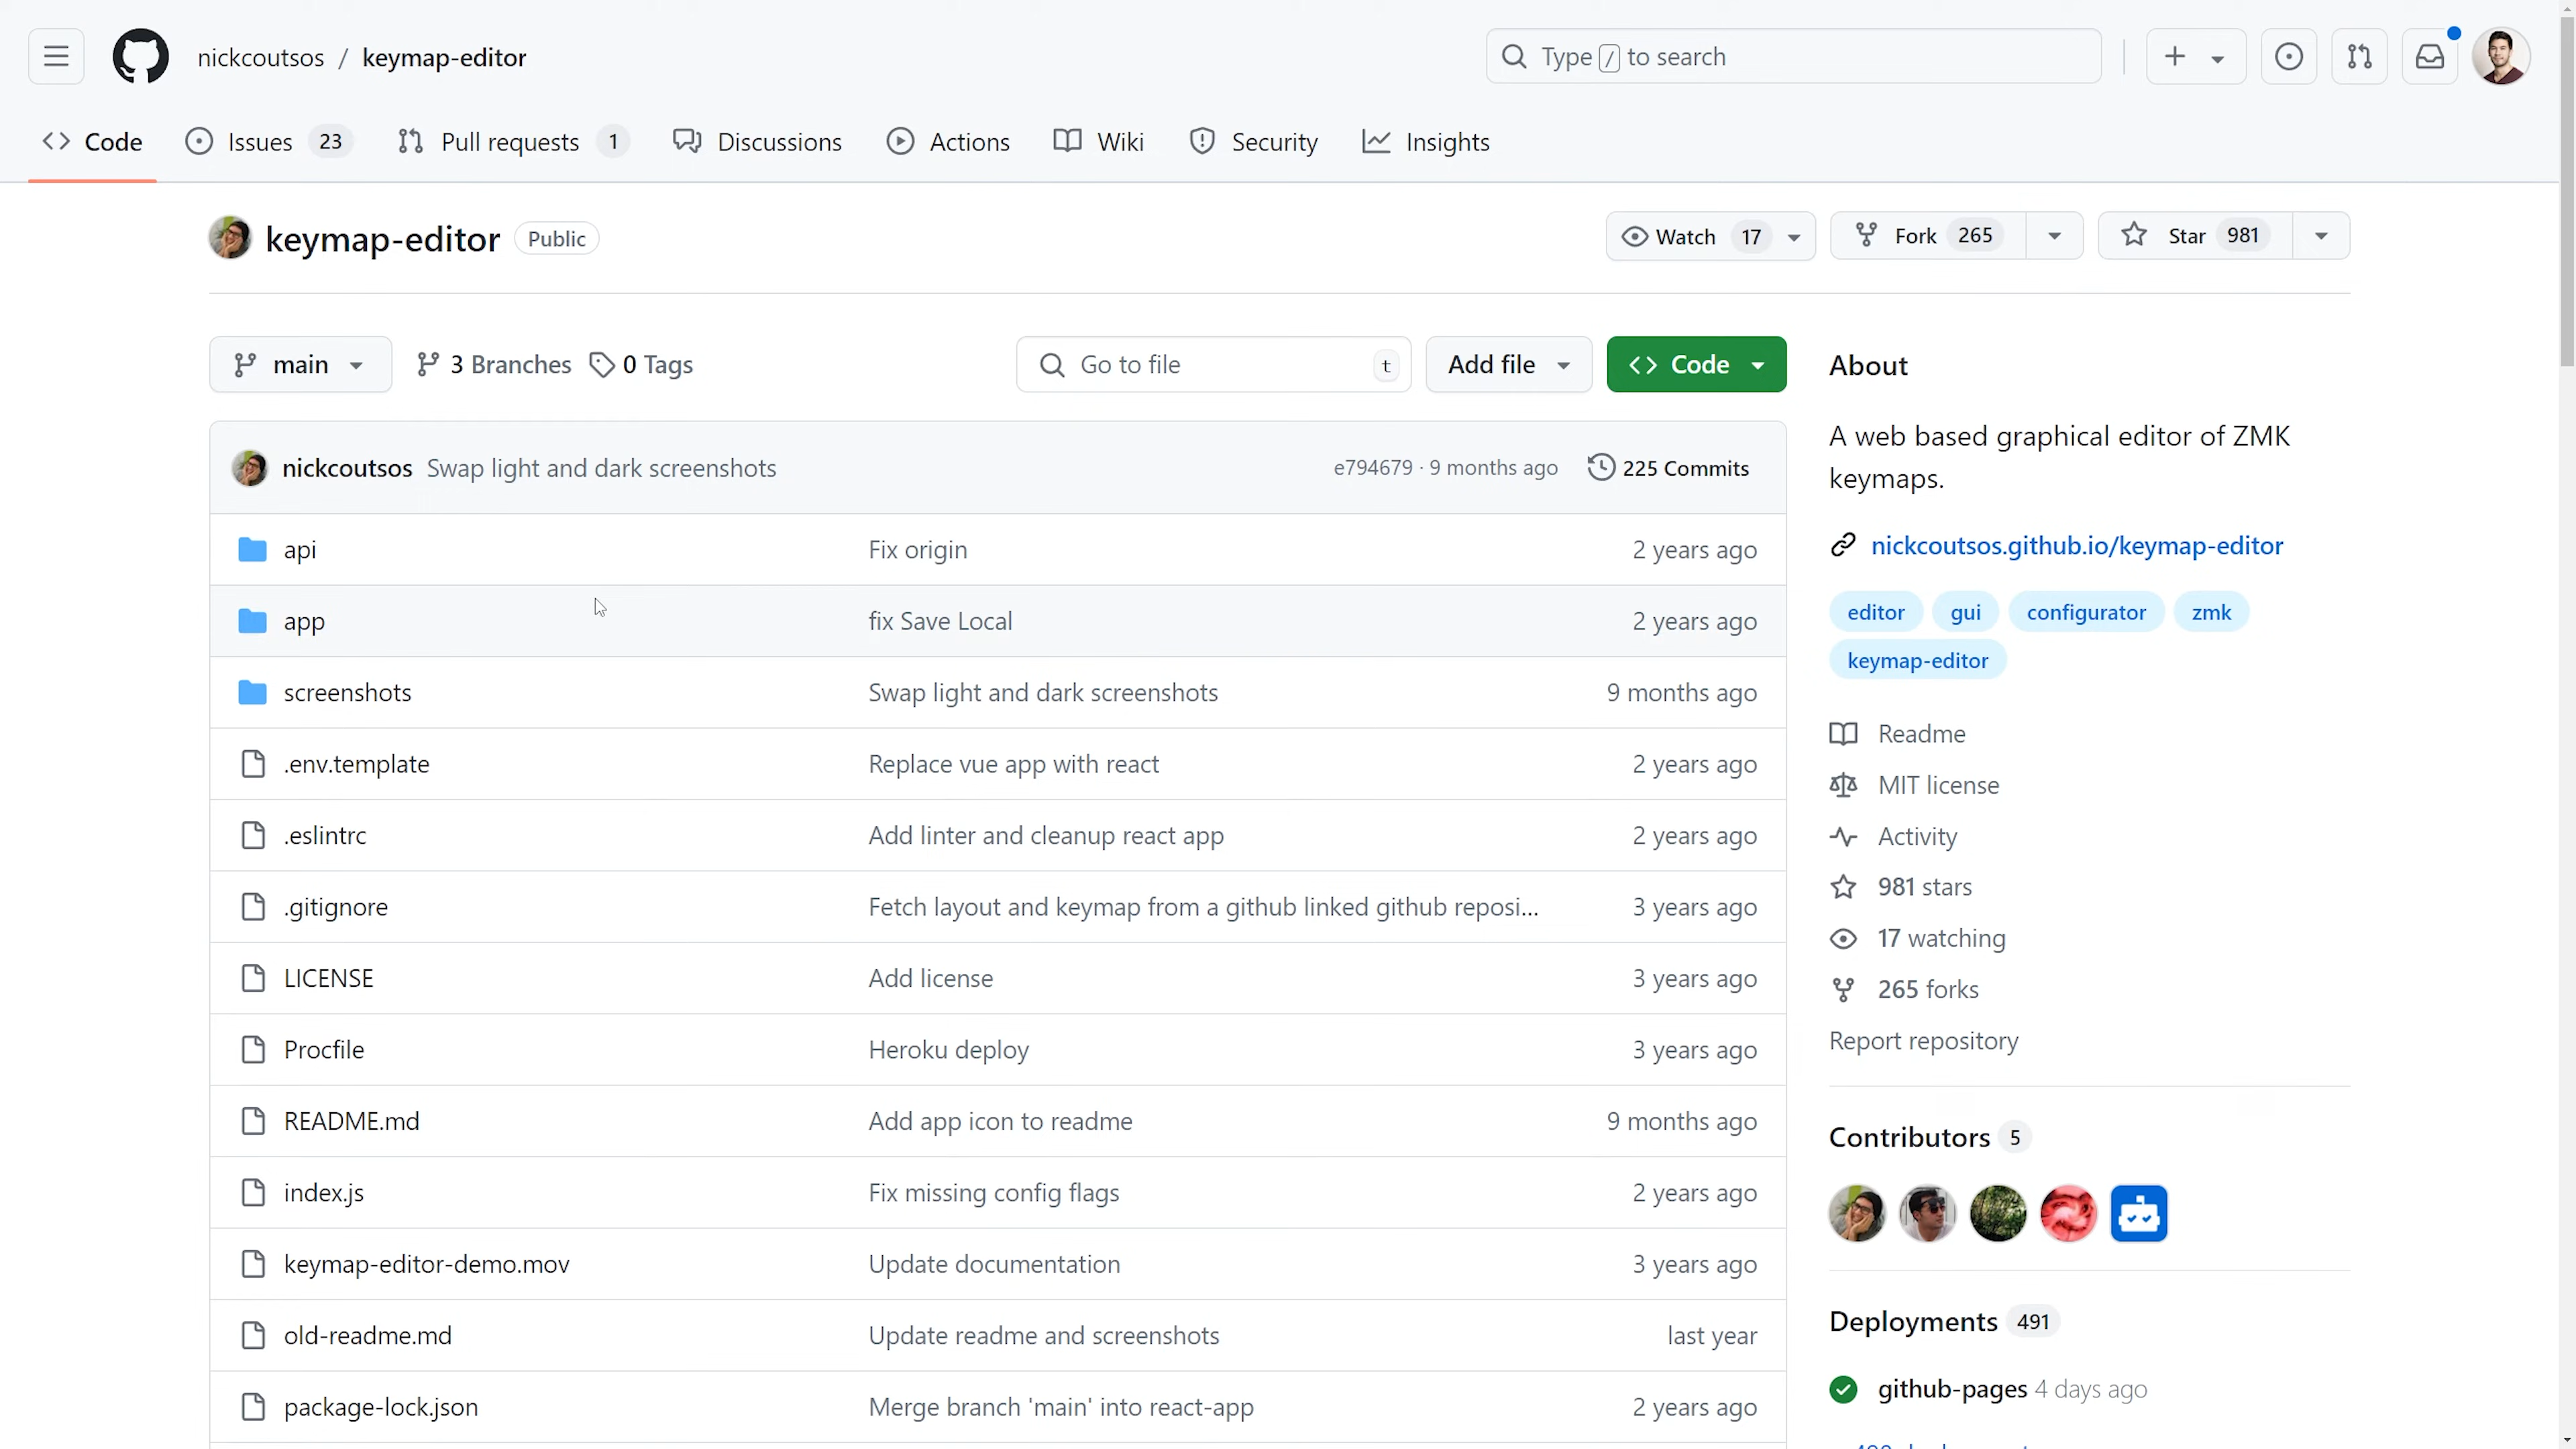 nickcoutsos / keymap-editor
Type / to search
Code
Issues 23
Pull requests 1
Discussions
Actions
Wiki
Security
Insights
keymap-editor Public
Watch 17
Fork 265
Star 981
main
3 Branches
0 Tags
Go to file t
Add file
Code
nickcoutsos Swap light and dark screenshots e794679 · 9 months ago 225 Commits
api Fix origin 2 years ago
app fix Save Local 2 years ago
screenshots Swap light and dark screenshots 9 months ago
.env.template Replace vue app with react 2 years ago
.eslintrc Add linter and cleanup react app 2 years ago
.gitignore Fetch layout and keymap from a github linked github reposi... 3 years ago
LICENSE Add license 3 years ago
Procfile Heroku deploy 3 years ago
README.md Add app icon to readme 9 months ago
index.js Fix missing config flags 2 years ago
keymap-editor-demo.mov Update documentation 3 years ago
old-readme.md Update readme and screenshots last year
package-lock.json Merge branch 'main' into react-app 2 years ago
About
A web based graphical editor of ZMK
keymaps.
nickcoutsos.github.io/keymap-editor
editor gui configurator zmk
keymap-editor
Readme
MIT license
Activity
981 stars
17 watching
265 forks
Report repository
Contributors 5
Deployments 491
github-pages 4 days ago